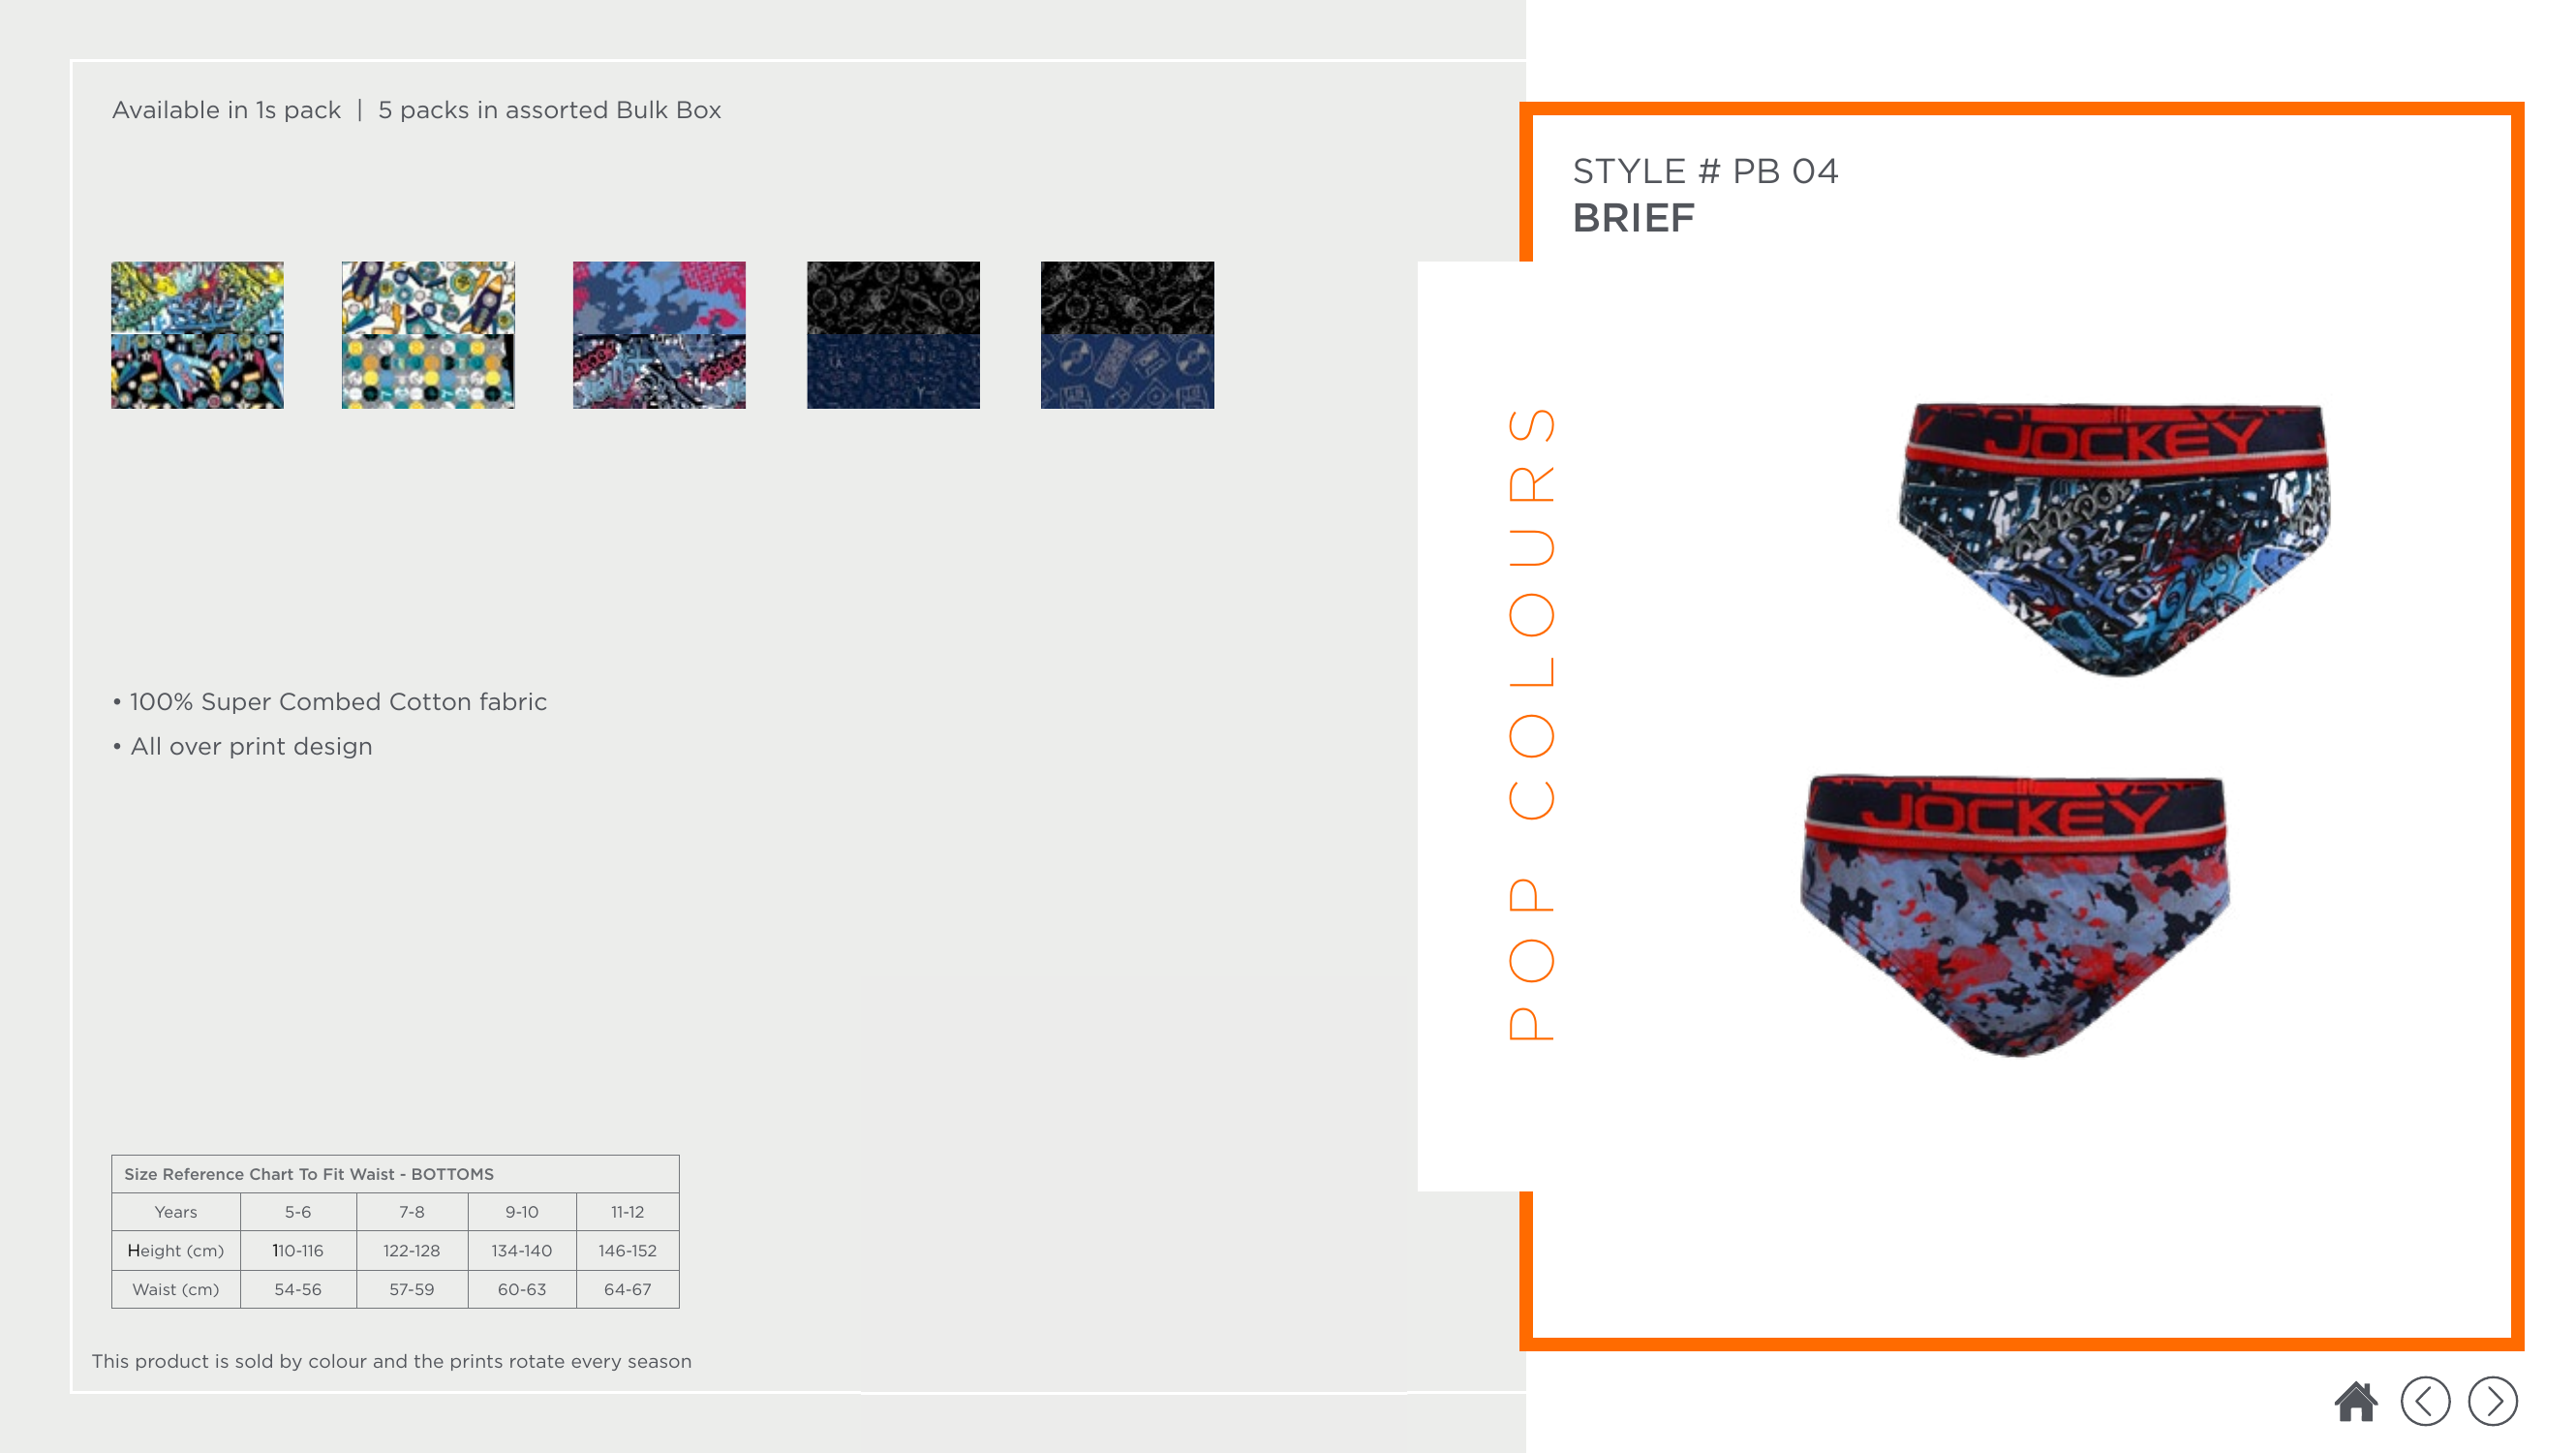 Available in 1s pack | 5 packs in assorted Bulk Box
• 100% Super Combed Cotton fabric
• All over print design
Size Reference Chart To Fit Waist - BOTTOMS
Years 5-6 7-8 9-10 11-12
Height (cm) 110-116 122-128 134-140 146-152
Waist (cm) 54-56 57-59 60-63 64-67
This product is sold by colour and the prints rotate every season
STYLE # PB 04
BRIEF
POP COLOURS
JOCKEY
JOCKEY